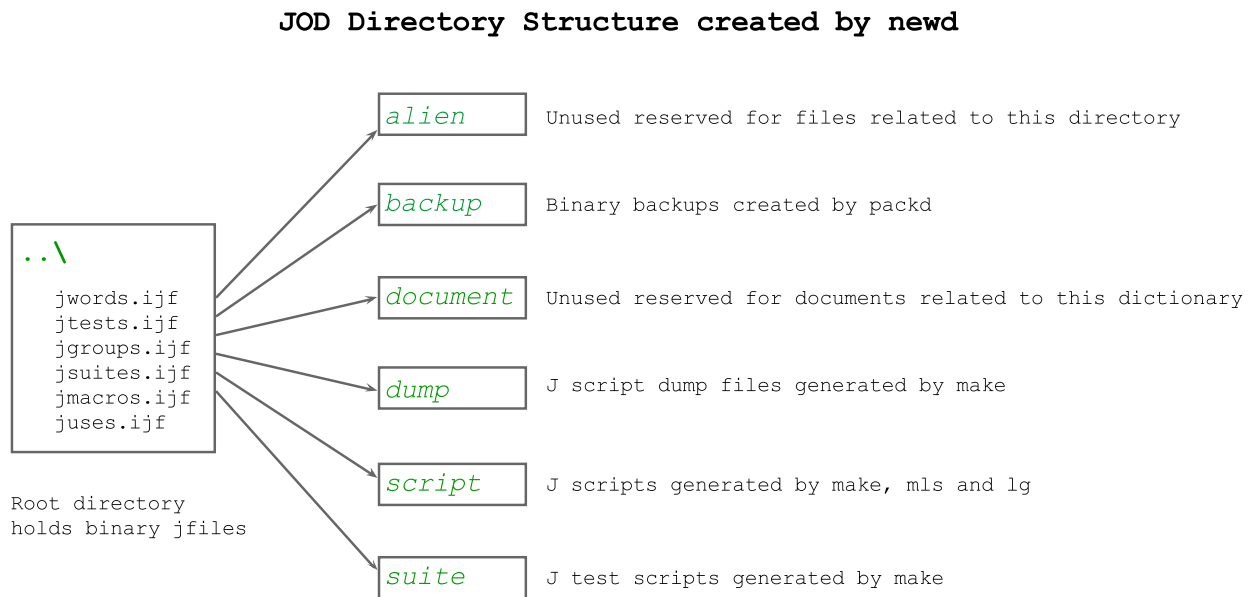 JOD Directory Structure created by newd
alien
Unused reserved for files related to this directory
backup
Binary backups created by packd
..\
jwords.ijf
jtests.ijf
jgroups.ijf
jsuites.ijf
jmacros.ijf
juses.ijf
document
Unused reserved for documents related to this dictionary
dump
J script dump files generated by make
script
J scripts generated by make, mls and lg
Root directory
holds binary jfiles
suite
J test scripts generated by make